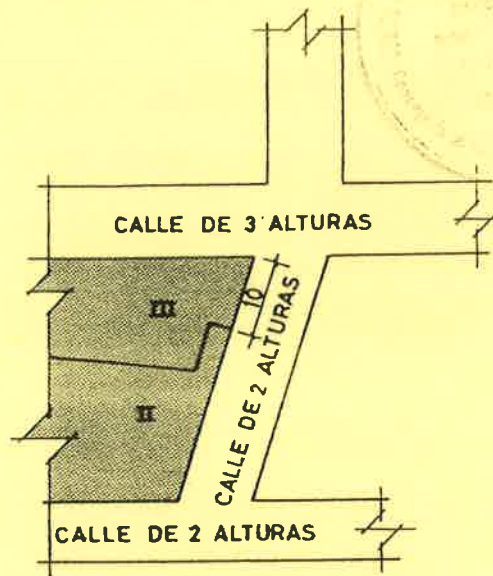 CALLE DE 3 ALTURAS
III
10
CALLE DE 2 ALTURAS
II
CALLE DE 2 ALTURAS